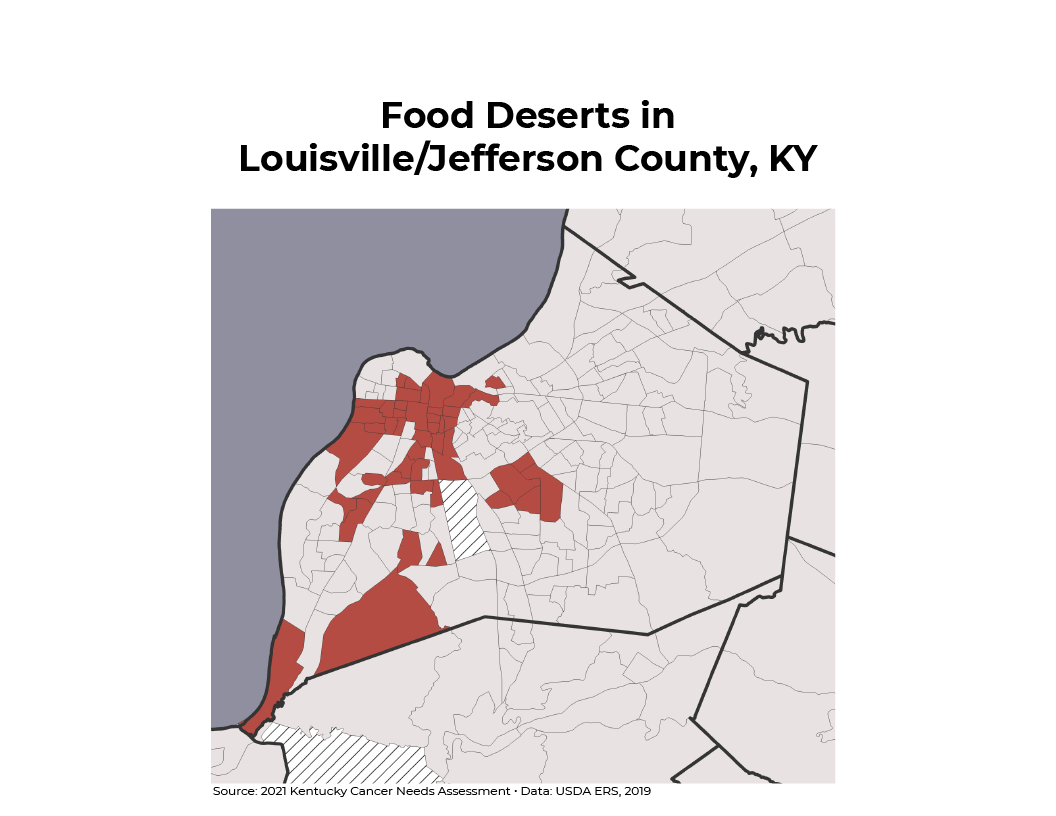 Food Deserts in
Louisville/Jefferson County, KY
Source: 2021 Kentucky Cancer Needs Assessment • Data: USDA ERS, 2019